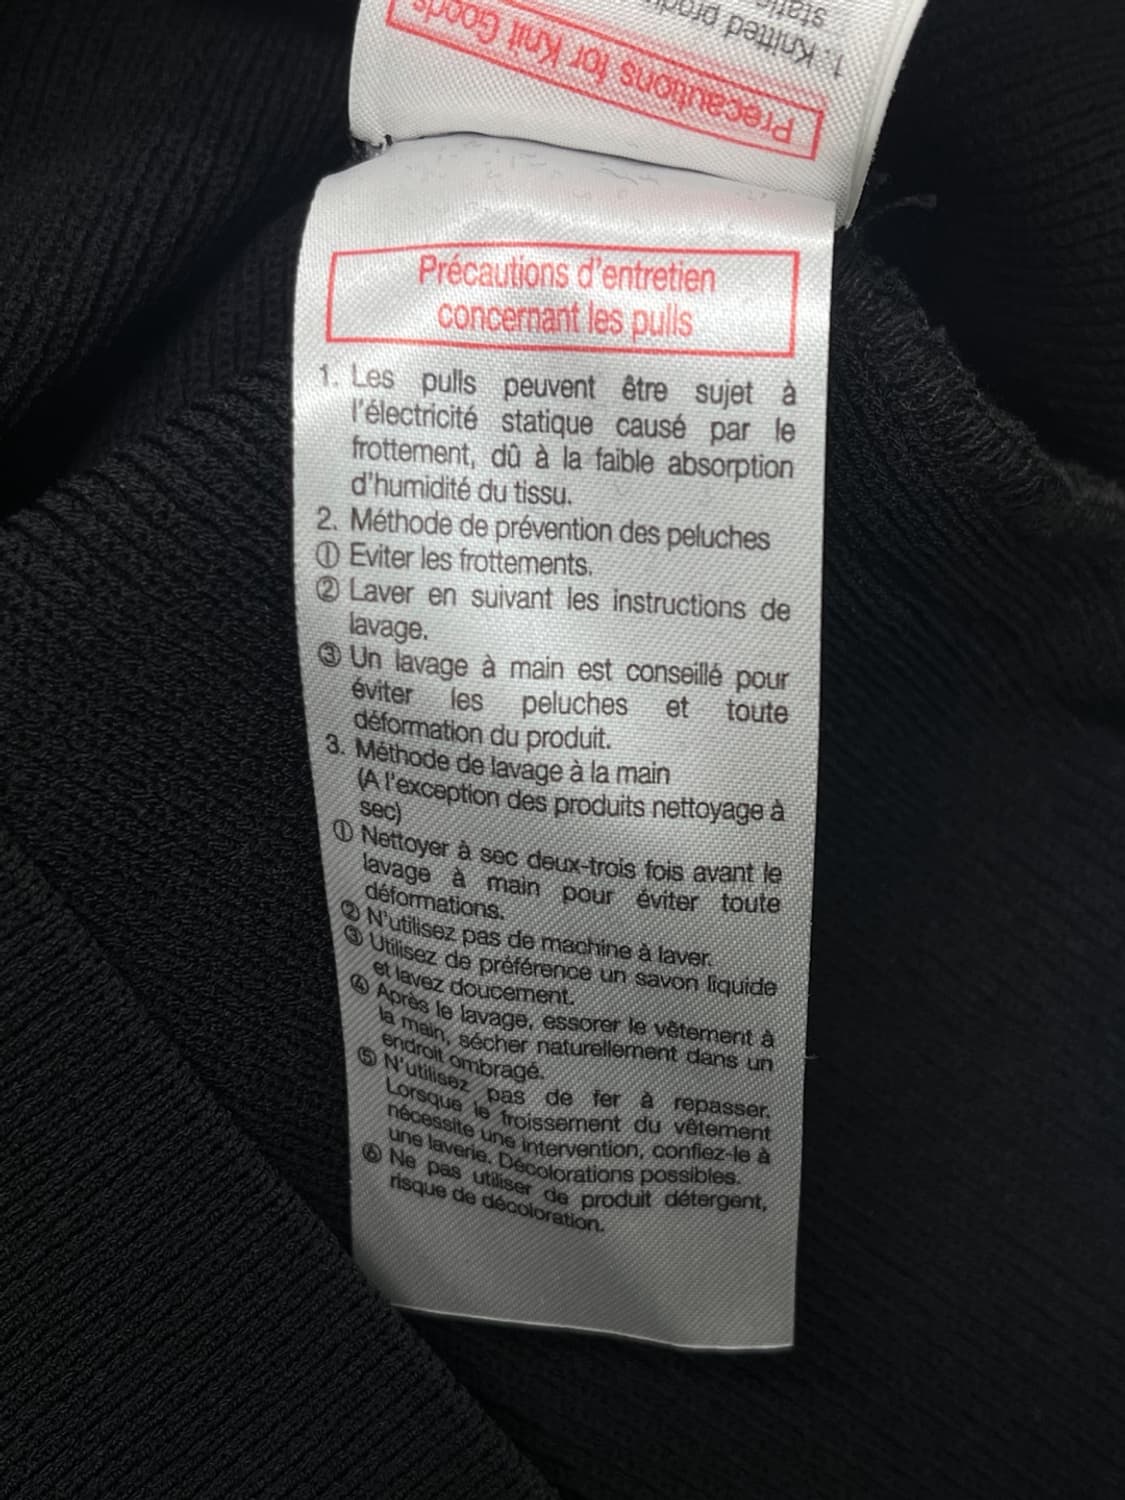 Precautions for Knit Goods
1. Knitted
Précautions d'entretien
concernant les pulls
1. Les pulls peuvent être sujet à
l'électricité statique causé par le
frottement, dû à la faible absorption
d'humidité du tissu.
2. Méthode de prévention des peluches
① Eviter les frottements.
② Laver en suivant les instructions de
lavage.
③ Un lavage à main est conseillé pour
éviter les peluches et toute
déformation du produit.
3. Méthode de lavage à la main
(A l'exception des produits nettoyage à
sec)
① Nettoyer à sec deux-trois fois avant le
lavage à main pour éviter toute
déformations.
② N'utilisez pas de machine à laver.
③ Utilisez de préférence un savon liquide
et lavez doucement.
④ Après le lavage, essorer le vêtement à
la main, sécher naturellement dans un
endroit ombragé.
⑤ N'utilisez pas de fer à repasser.
Lorsque le froissement du vêtement
nécessite une intervention, confiez-le à
une laverie. Décolorations possibles.
⑥ Ne pas utiliser de produit détergent,
risque de décoloration.